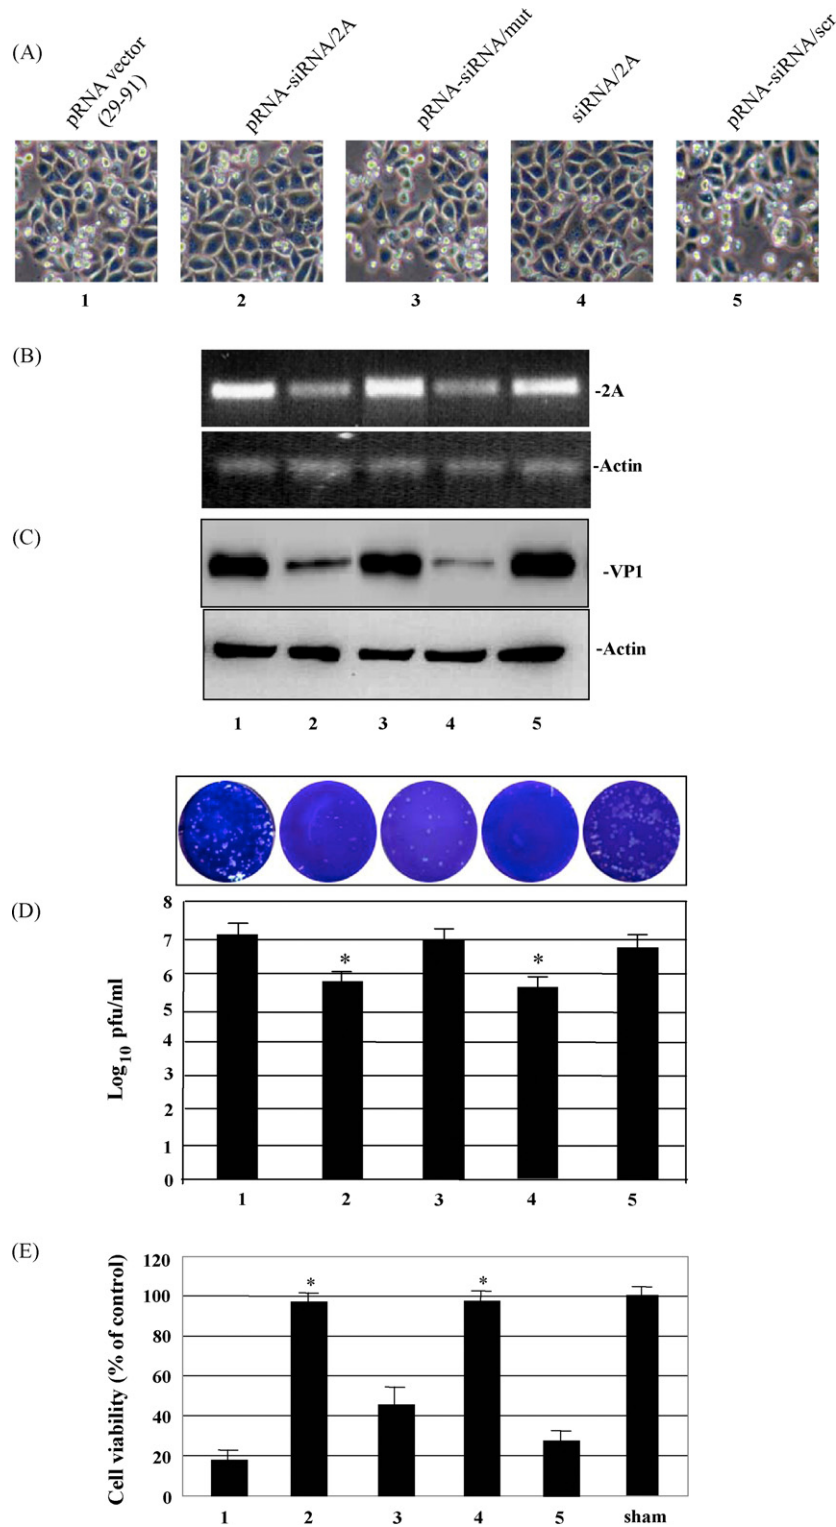 (A)
pRNA vector
(29-91)
pRNA-siRNA/2A
pRNA-siRNA/mut
siRNA/2A
pRNA-siRNA/scr
1 2 3 4 5
(B)
-2A
-Actin
(C)
-VP1
-Actin
1 2 3 4 5
(D)
8
7
6
5
4
3
2
1
0
Log10 pfu/ml
* *
1 2 3 4 5
(E)
120
100
80
60
40
20
0
Cell viability (% of control)
* *
1 2 3 4 5 sham